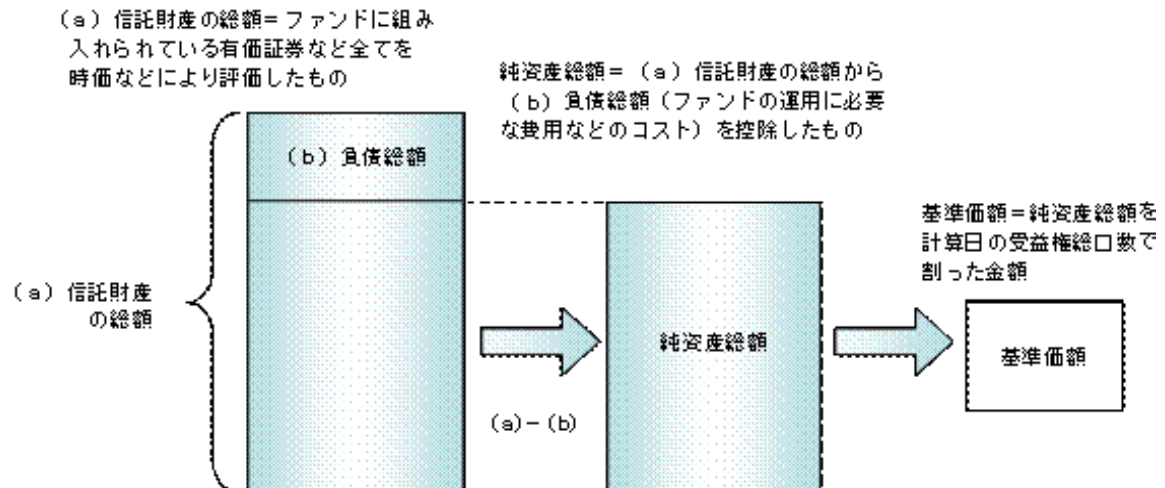 (a)信託財産の総額=ファンドに組み
入れられている有価証券など全てを
時価などにより評価したもの
純資産総額=(a)信託財産の総額から
(b)負債総額(ファンドの運用に必要
な費用などのコスト)を控除したもの
(b)負債総額
基準価額=純資産総額を
計算日の受益権総口数で
割った金額
(a)信託財産
の総額
純資産総額
基準価額
(a)-(b)